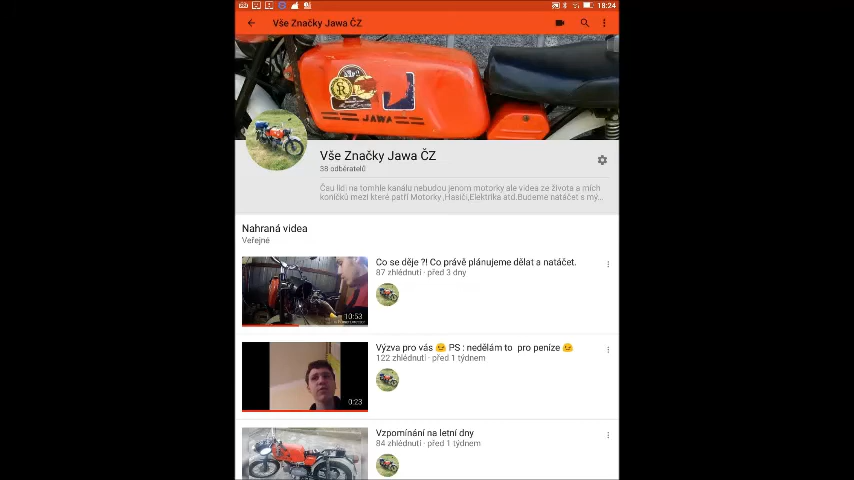 18:24
Vše Značky Jawa ČZ
JAWA
Vše Značky Jawa ČZ
38 odběratelů
Čau lidi na tomhle kanálu nebudou jenom motorky ale videa ze života a mích
koníčků mezi které patří Motorky ,Hasiči,Elektrika atd.Budeme natáčet s mý...
Nahraná videa
Veřejné
Co se děje ?! Co právě plánujeme dělat a natáčet.
87 zhlédnutí · před 3 dny
10:53
Výzva pro vás 😉 PS : nedělám to pro peníze 😉
122 zhlédnutí · před 1 týdnem
0:23
Vzpomínání na letní dny
84 zhlédnutí · před 1 týdnem